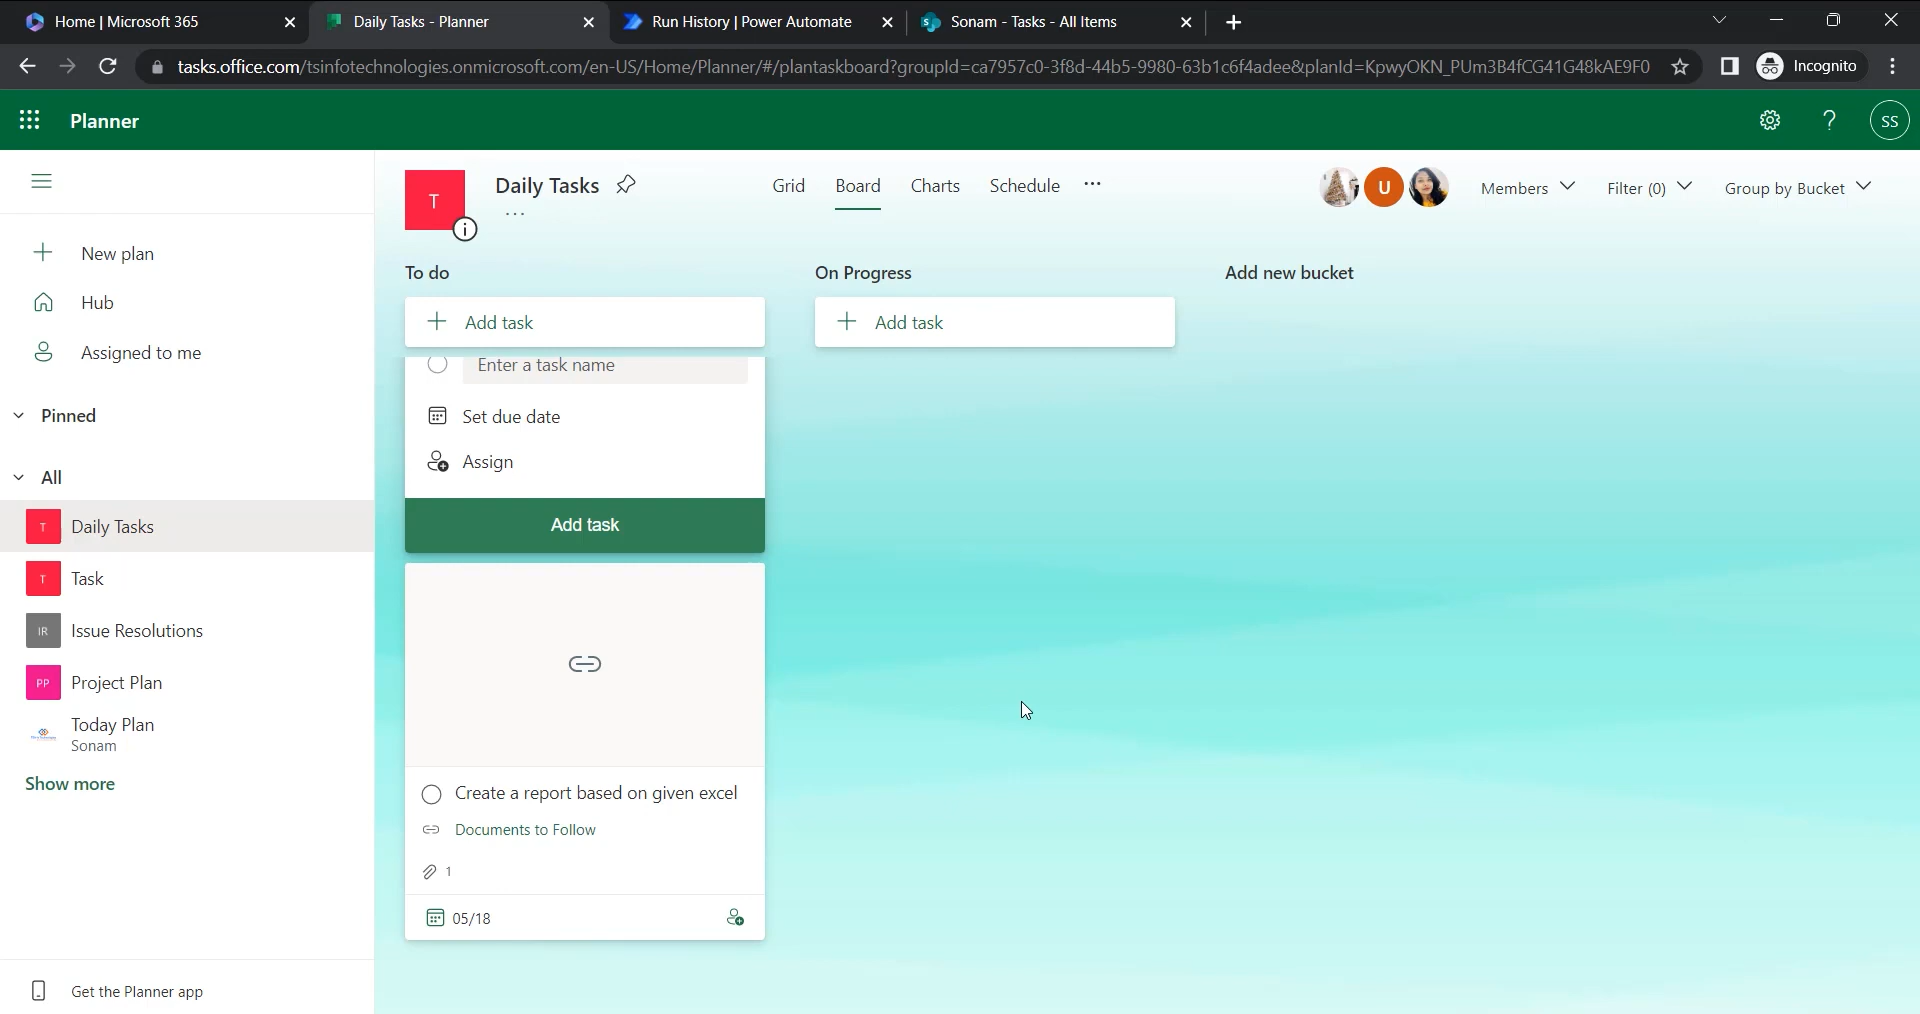 Home | Microsoft 365
Daily Tasks - Planner
Run History | Power Automate
Sonam - Tasks - All Items
tasks.office.com/tsinfotechnologies.onmicrosoft.com/en-US/Home/Planner/#/plantaskboard?groupId=ca7957c0-3f8d-44b5-9980-63b1c6f4adee&planId=KpwyOKN_PUm3B4fCG41G48kAE9F0
Incognito
Planner
?
SS
T
Daily Tasks
Grid
Board
Charts
Schedule
U
Members
Filter (0)
Group by Bucket
New plan
Hub
Assigned to me
Pinned
All
T
Daily Tasks
T
Task
IR
Issue Resolutions
PP
Project Plan
Today Plan
Sonam
Show more
Get the Planner app
To do
Add task
Enter a task name
Set due date
Assign
Add task
Create a report based on given excel
Documents to Follow
1
05/18
On Progress
Add task
Add new bucket